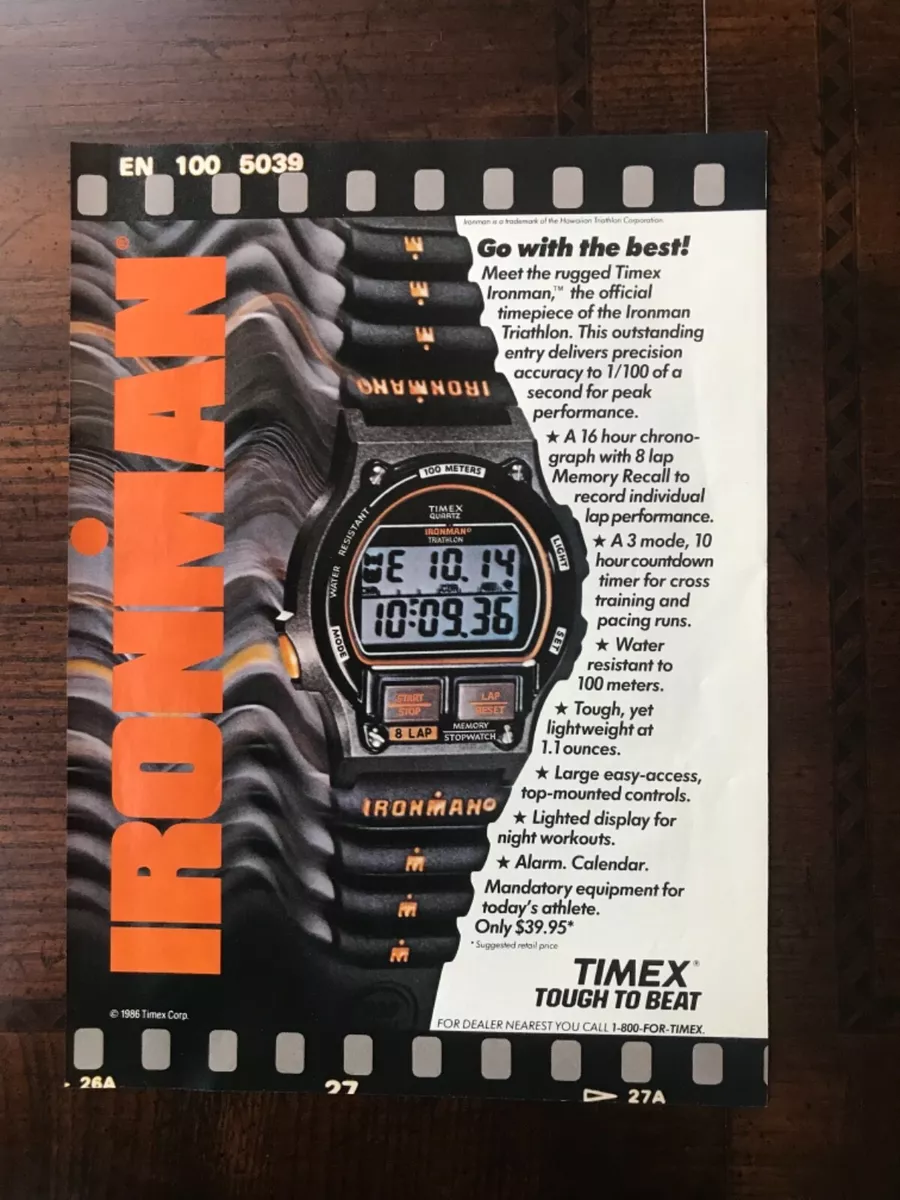 EN 100 5039
Ironman is a trademark of the Hawaiian Triathlon Corporation.
IRONMAN®
Go with the best!
Meet the rugged Timex
Ironman,™ the official
timepiece of the Ironman
Triathlon. This outstanding
entry delivers precision
accuracy to 1/100 of a
second for peak
performance.
★ A 16 hour chrono-
graph with 8 lap
Memory Recall to
record individual
lap performance.
★ A 3 mode, 10
hour countdown
timer for cross
training and
pacing runs.
★ Water
resistant to
100 meters.
★ Tough, yet
lightweight at
1.1 ounces.
★ Large easy-access,
top-mounted controls.
★ Lighted display for
night workouts.
★ Alarm. Calendar.
Mandatory equipment for
today's athlete.
Only $39.95*
* Suggested retail price
TIMEX®
TOUGH TO BEAT
FOR DEALER NEAREST YOU CALL 1-800-FOR-TIMEX.
IRONMAN®
WATER RESISTANT
100 METERS
TIMEX
QUARTZ
IRONMAN®
TRIATHLON
LIGHT
WE 10.14
10:09.36
MODE
SET
START
STOP
LAP
RESET
8 LAP
MEMORY
STOPWATCH
IRONMAN®
© 1986 Timex Corp.
26A
27
27A